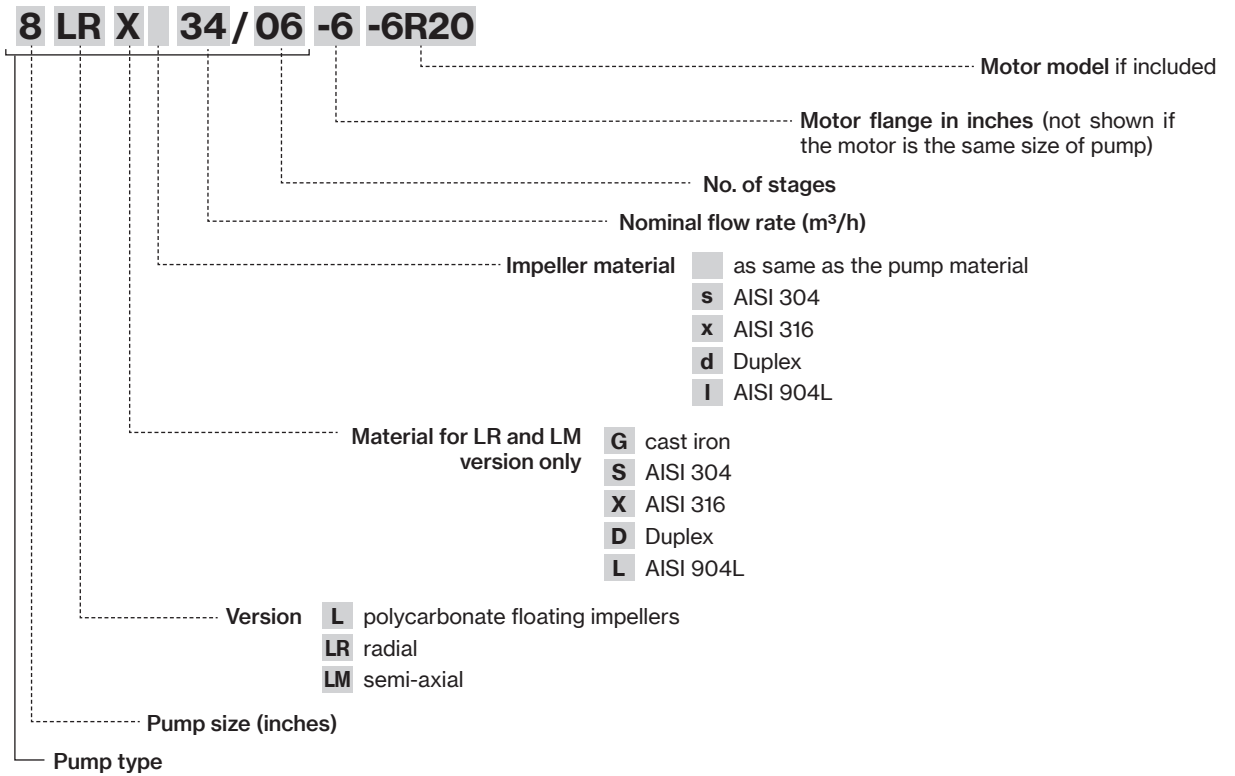 8 LR X 34/06 -6 -6R20
Motor model if included
Motor flange in inches (not shown if
the motor is the same size of pump)
No. of stages
Nominal flow rate (m³/h)
Impeller material as same as the pump material
s AISI 304
x AISI 316
d Duplex
l AISI 904L
Material for LR and LM
version only
G cast iron
S AISI 304
X AISI 316
D Duplex
L AISI 904L
Version L polycarbonate floating impellers
LR radial
LM semi-axial
Pump size (inches)
Pump type